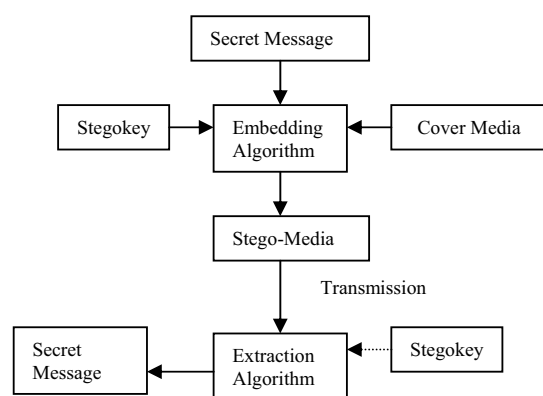 Secret Message
Stegokey
Embedding
Algorithm
Cover Media
Stego-Media
Transmission
Secret
Message
Extraction
Algorithm
Stegokey